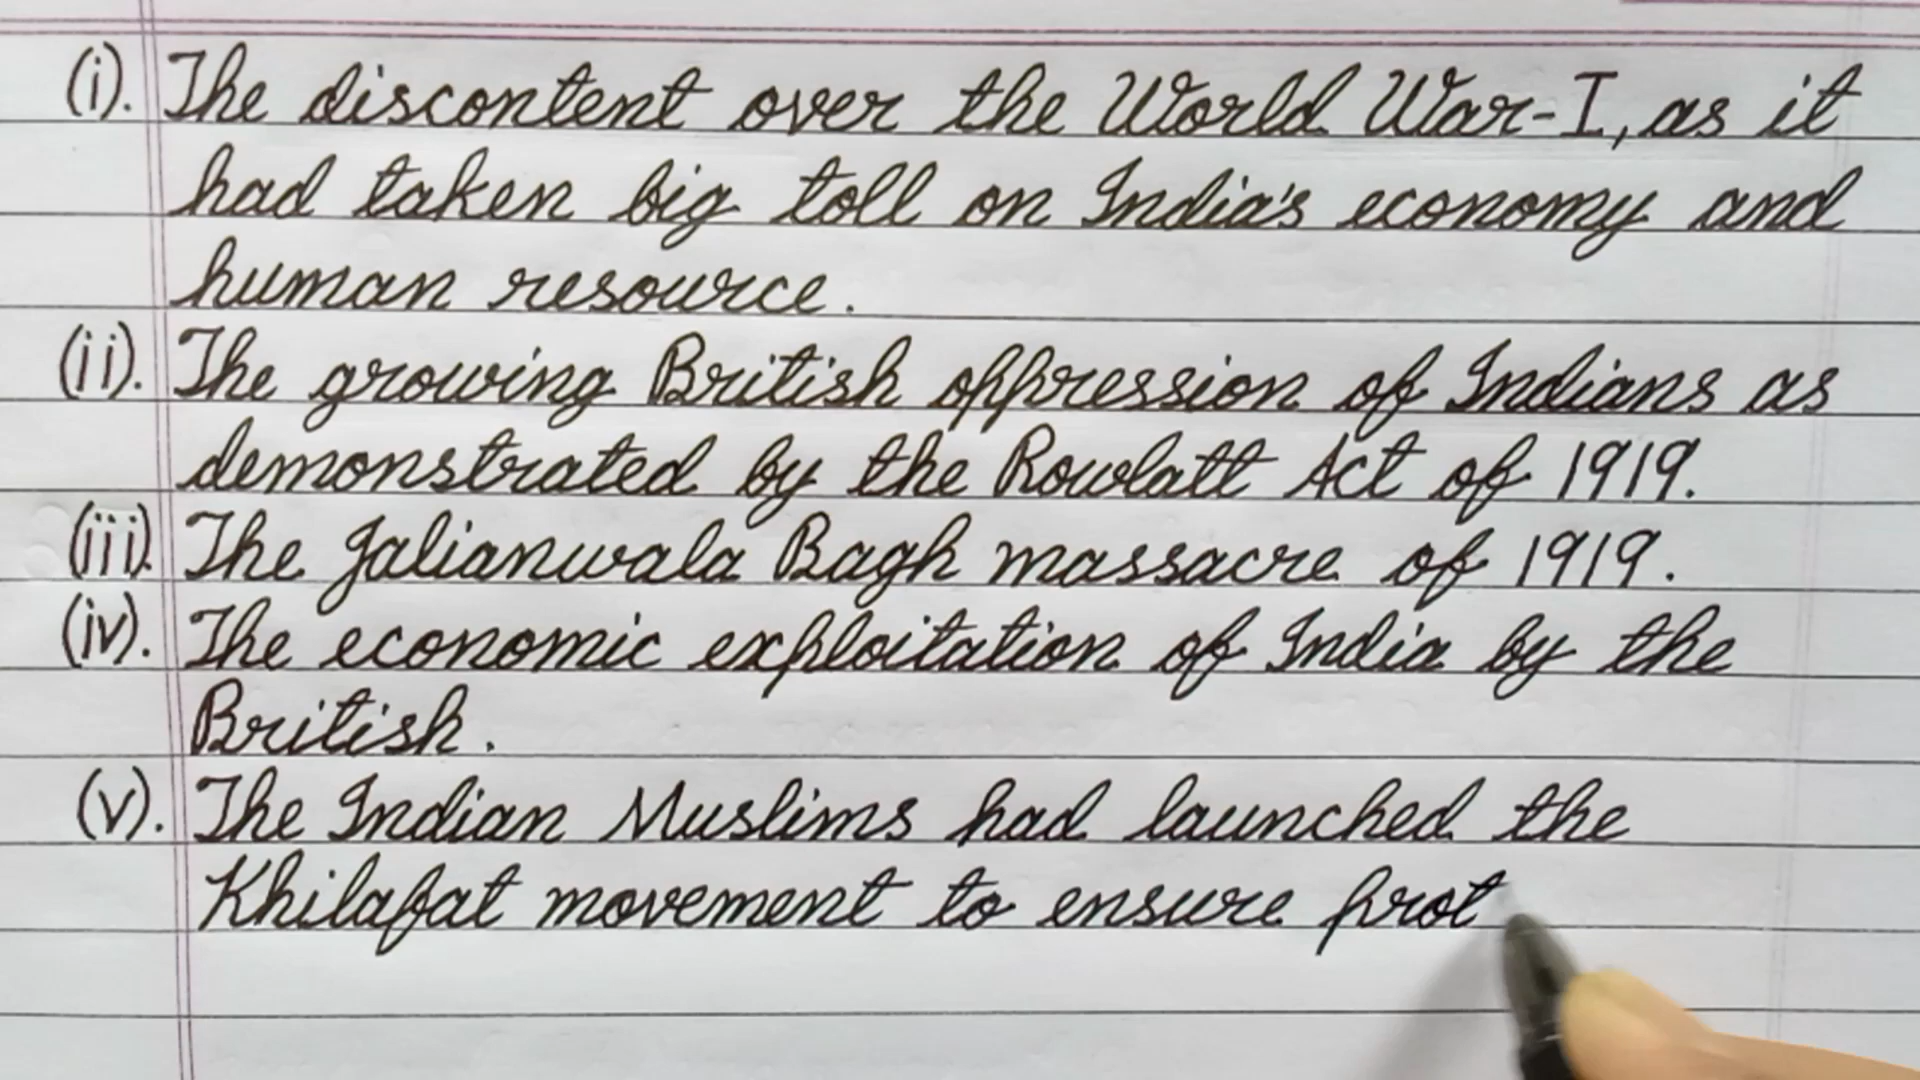 (i). The discontent over the World War-I, as it
had taken big toll on India's economy and
human resource.
(ii). The growing British oppression of Indians as
demonstrated by the Rowlatt Act of 1919.
(iii). The Jalianwala Bagh massacre of 1919.
(iv). The economic exploitation of India by the
British.
(v). The Indian Muslims had launched the
Khilafat movement to ensure prot